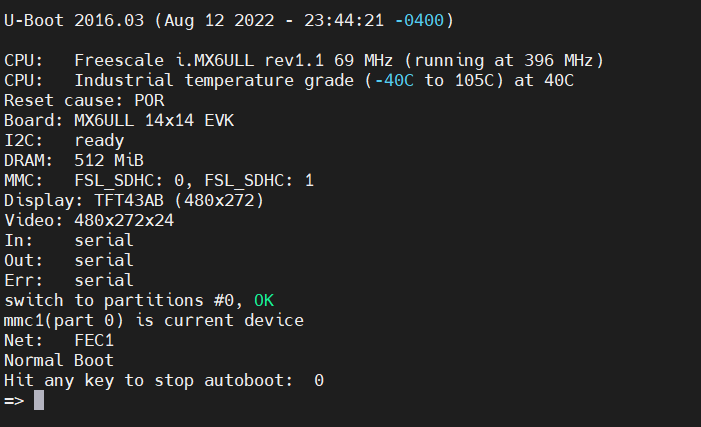 U-Boot 2016.03 (Aug 12 2022 - 23:44:21 -0400)
CPU:   Freescale i.MX6ULL rev1.1 69 MHz (running at 396 MHz)
CPU:   Industrial temperature grade (-40C to 105C) at 40C
Reset cause: POR
Board: MX6ULL 14x14 EVK
I2C:   ready
DRAM:  512 MiB
MMC:   FSL_SDHC: 0, FSL_SDHC: 1
Display: TFT43AB (480x272)
Video: 480x272x24
In:    serial
Out:   serial
Err:   serial
switch to partitions #0, OK
mmc1(part 0) is current device
Net:   FEC1
Normal Boot
Hit any key to stop autoboot:  0
=>